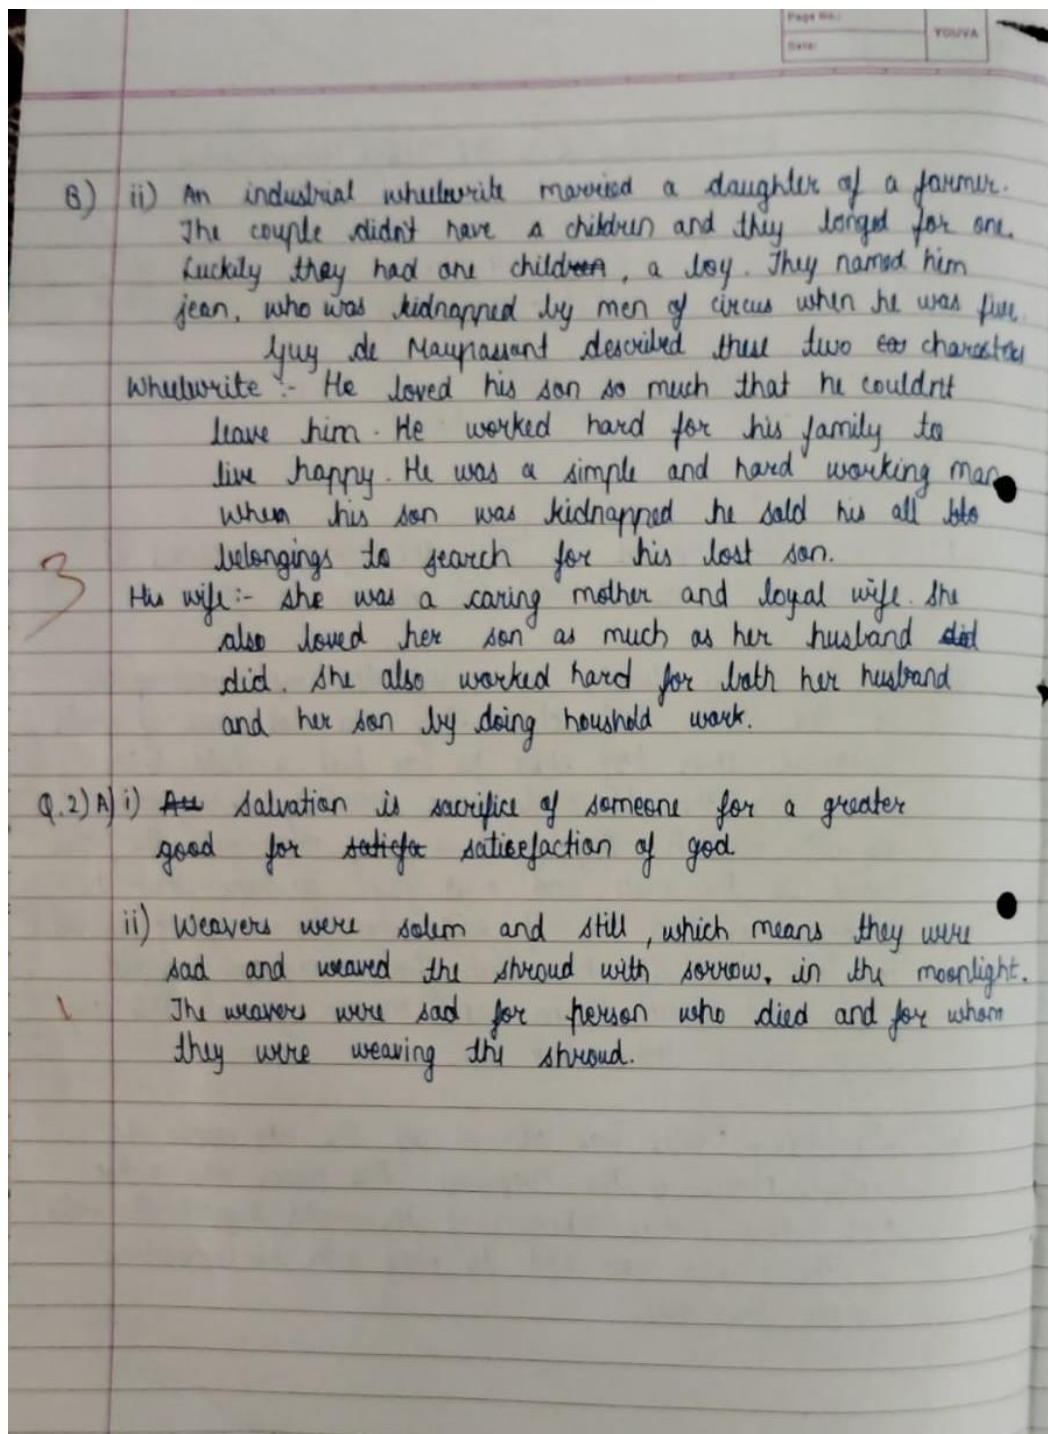 Page No.:
Date:
YOUVA
B) ii) An industrial wheelwrite married a daughter of a farmer.
The couple didn't have a children and they longed for one.
Luckily they had one children, a boy. They named him
jean, who was kidnapped by men of circus when he was five
Guy de Maupassant described these two charecters
Wheelwrite :- He loved his son so much that he couldn't
leave him. He worked hard for his family to
live happy. He was a simple and hard working man
when his son was kidnapped he sold his all
belongings to search for his lost son.
3
His wife:- she was a caring mother and loyal wife. She
also loved her son as much as her husband did
did. She also worked hard for both her husband
and her son by doing houshold work.
Q.2) A) i) All Salvation is sacrifice of someone for a greater
good for satisfa satisefaction of god.
ii) Weavers were solem and still, which means they were
sad and weaved the shroud with sorrow, in the moonlight.
1
The weavers were sad for person who died and for whom
they were weaving the shroud.